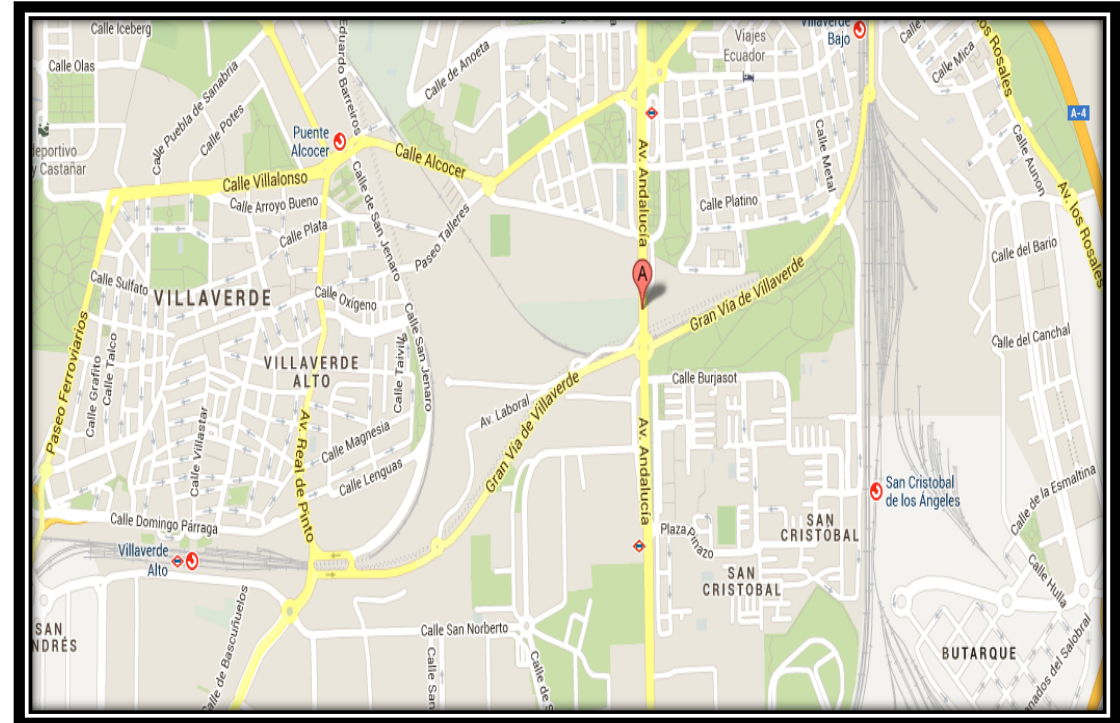 Calle Iceberg
Calle Olas
Calle Puebla de Sanabria
Calle Potes
Eduardo Barreiros
Calle de Anoeta
Viajes
Ecuador
Villaverde
Bajo
Calle Mica
Av. los Rosales
A-4
Calle Aunon
Av. los Rosales
Puente
Alcocer
Calle Alcocer
Calle Villalonso
Calle Arroyo Bueno
Calle Plata
Calle de San Jenaro
Paseo Talleres
Av. Andalucía
Calle Platino
Calle Metal
Calle del Bario
Calle Sulfato
VILLAVERDE
Calle Oxígeno
A
Gran Vía de Villaverde
Calle del Canchal
VILLAVERDE
ALTO
Calle San Jenaro
Paseo Ferroviarios
Calle Grafito
Calle Talco
Calle Villastar
Av. Real de Pinto
Calle Magnesia
Calle Lenguas
Av. Laboral
Gran Vía de Villaverde
Calle Burjasot
Av. Andalucía
San Cristobal
de los Ángeles
Calle de la Esmaltina
Calle Domingo Párraga
Villaverde
Alto
Plaza Pinazo
SAN
CRISTOBAL
SAN
CRISTOBAL
Calle Hulla
SAN
Calle de Bascuñuelos
Calle San Norberto
Calle San
Calle de S
BUTARQUE
del Salobral